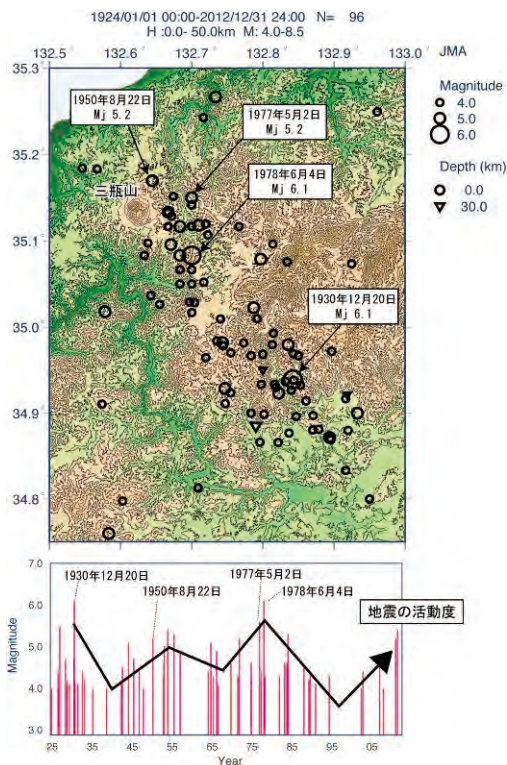 1924/01/01 00:00-2012/12/31 24:00 N= 96
H :0.0- 50.0km M: 4.0-8.5
132.5 132.6 132.7 132.8 132.9 133.0 JMA
35.3
35.2
35.1
35.0
34.9
34.8
1950年8月22日
Mj 5.2
1977年5月2日
Mj 5.2
1978年6月4日
Mj 6.1
三瓶山
1930年12月20日
Mj 6.1
Magnitude
4.0
5.0
6.0
Depth (km)
0.0
30.0
7.0
6.0
5.0
4.0
3.0
Magnitude
1930年12月20日
1950年8月22日
1977年5月2日
1978年6月4日
地震の活動度
25 35 45 55 65 75 85 95 05
Year